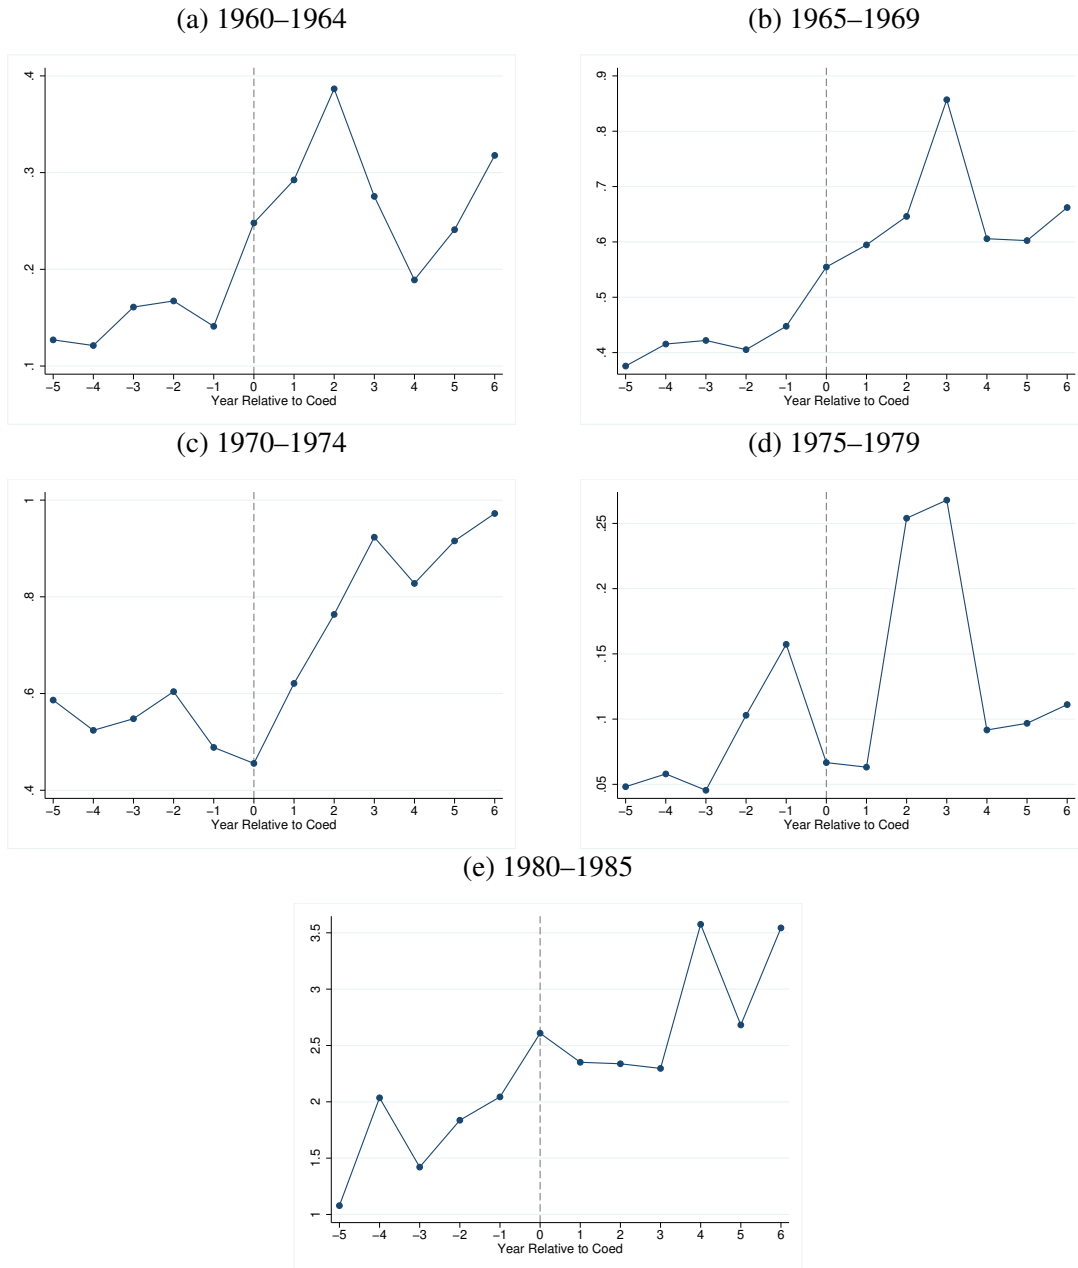 (a) 1960–1964
.4
.3
.2
.1
−5 −4 −3 −2 −1 0 1 2 3 4 5 6
Year Relative to Coed
(b) 1965–1969
.9
.8
.7
.6
.5
.4
−5 −4 −3 −2 −1 0 1 2 3 4 5 6
Year Relative to Coed
(c) 1970–1974
1
.8
.6
.4
−5 −4 −3 −2 −1 0 1 2 3 4 5 6
Year Relative to Coed
(d) 1975–1979
.25
.2
.15
.1
.05
−5 −4 −3 −2 −1 0 1 2 3 4 5 6
Year Relative to Coed
(e) 1980–1985
3.5
3
2.5
2
1.5
1
−5 −4 −3 −2 −1 0 1 2 3 4 5 6
Year Relative to Coed